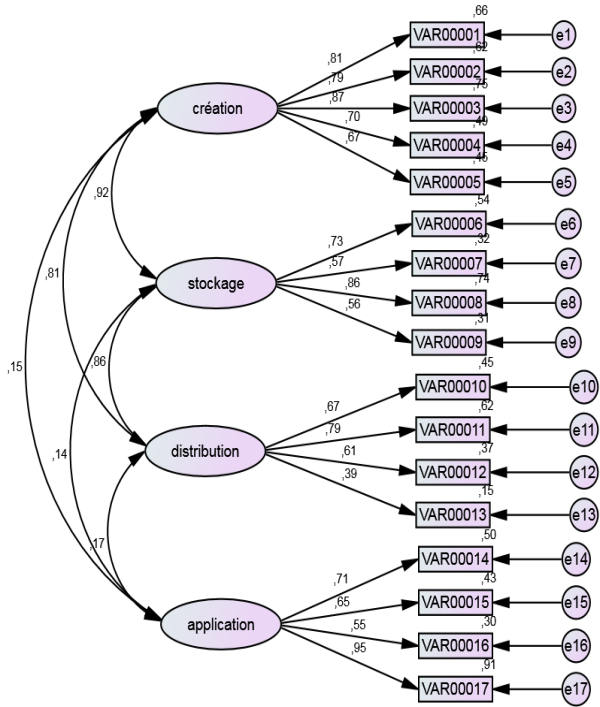 ,66
VAR00001
e1
,81
,62
VAR00002
e2
,79
,75
VAR00003
e3
,87
création
,49
VAR00004
e4
,70
,45
VAR00005
e5
,67
,92
,54
VAR00006
e6
,73
,32
VAR00007
e7
,57
,81
stockage
,74
VAR00008
e8
,86
,31
VAR00009
e9
,56
,15
,86
,45
VAR00010
e10
,67
,62
VAR00011
e11
,79
,14
distribution
,37
VAR00012
e12
,61
,15
VAR00013
e13
,39
,17
,50
VAR00014
e14
,71
,43
VAR00015
e15
,65
application
,30
VAR00016
e16
,55
,91
VAR00017
e17
,95